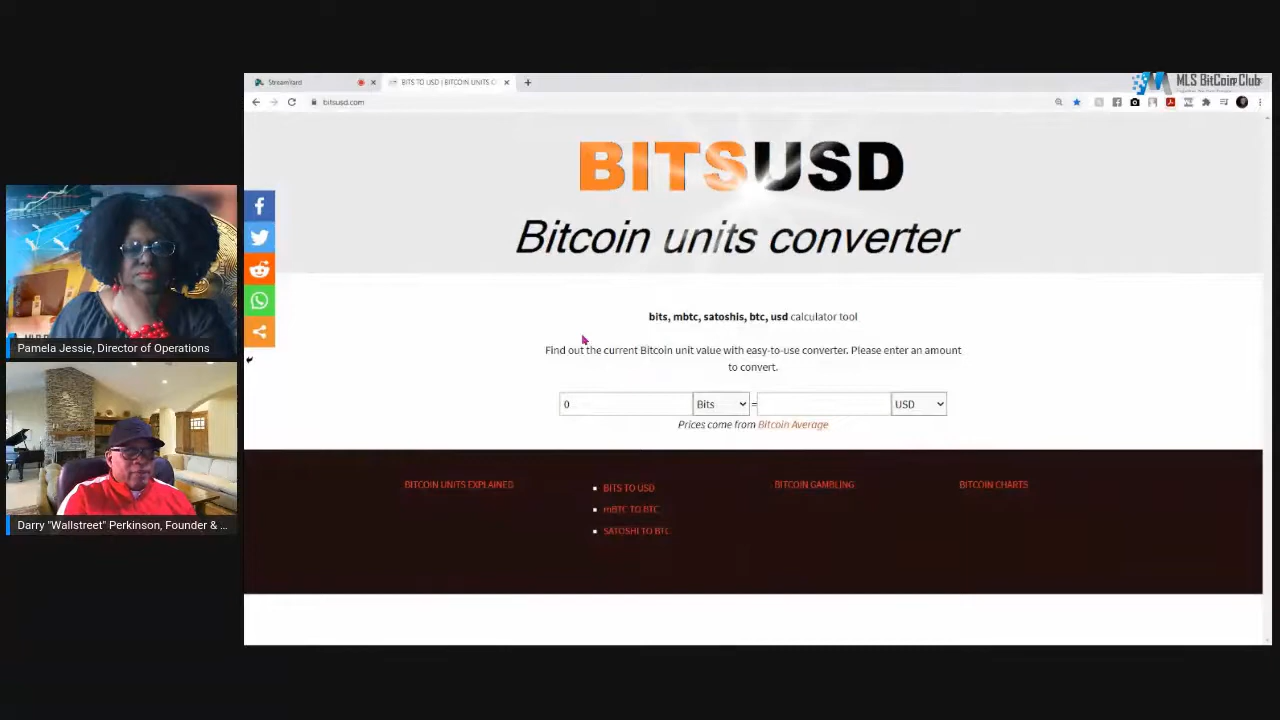 StreamYard
BITS TO USD | BITCOIN UNITS C
MLS BitCoin Club
bitsusd.com
BITSUSD
Bitcoin units converter
bits, mbtc, satoshis, btc, usd calculator tool
Find out the current Bitcoin unit value with easy-to-use converter. Please enter an amount
to convert.
0 Bits = USD
Prices come from Bitcoin Average
BITCOIN UNITS EXPLAINED
BITS TO USD
mBTC TO BTC
SATOSHI TO BTC
BITCOIN GAMBLING
BITCOIN CHARTS
Pamela Jessie, Director of Operations
Darry "Wallstreet" Perkinson, Founder & ...